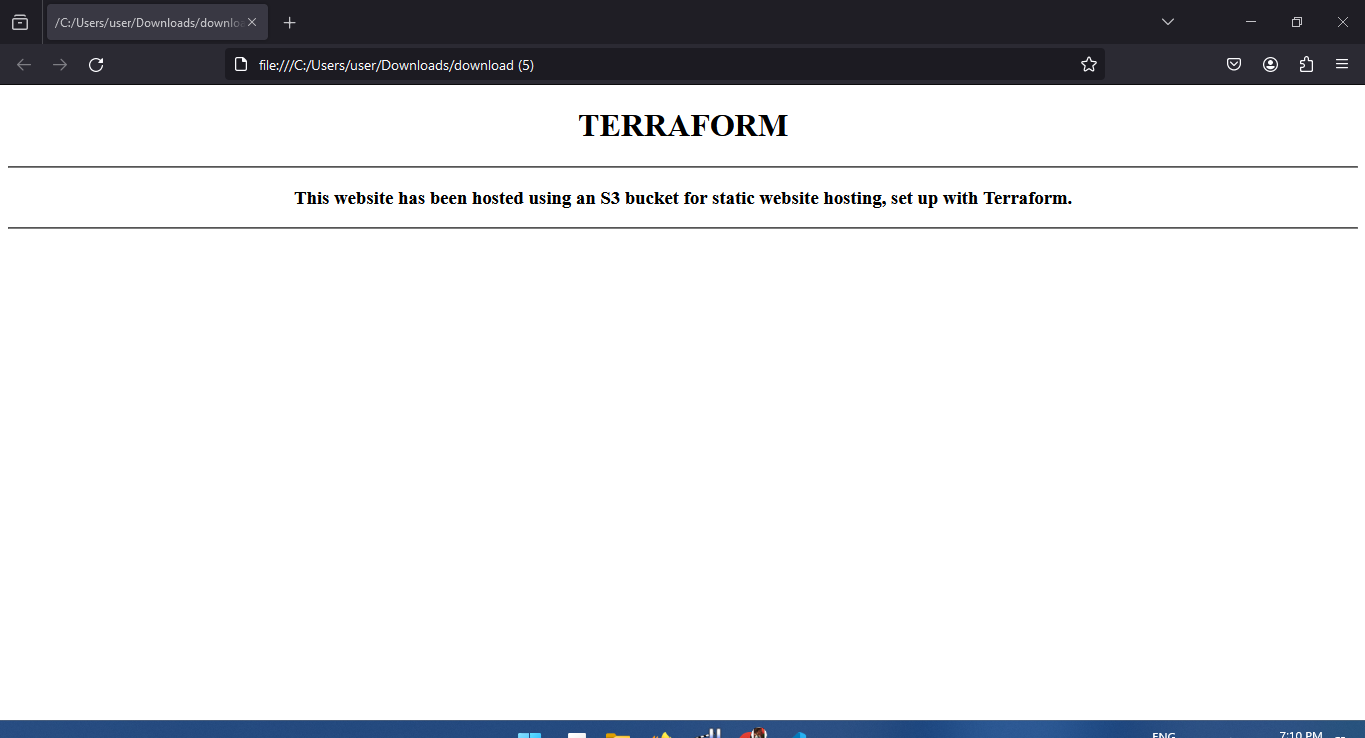 /C:/Users/user/Downloads/downloa
file:///C:/Users/user/Downloads/download (5)
TERRAFORM
This website has been hosted using an S3 bucket for static website hosting, set up with Terraform.
ENG
7:10 PM